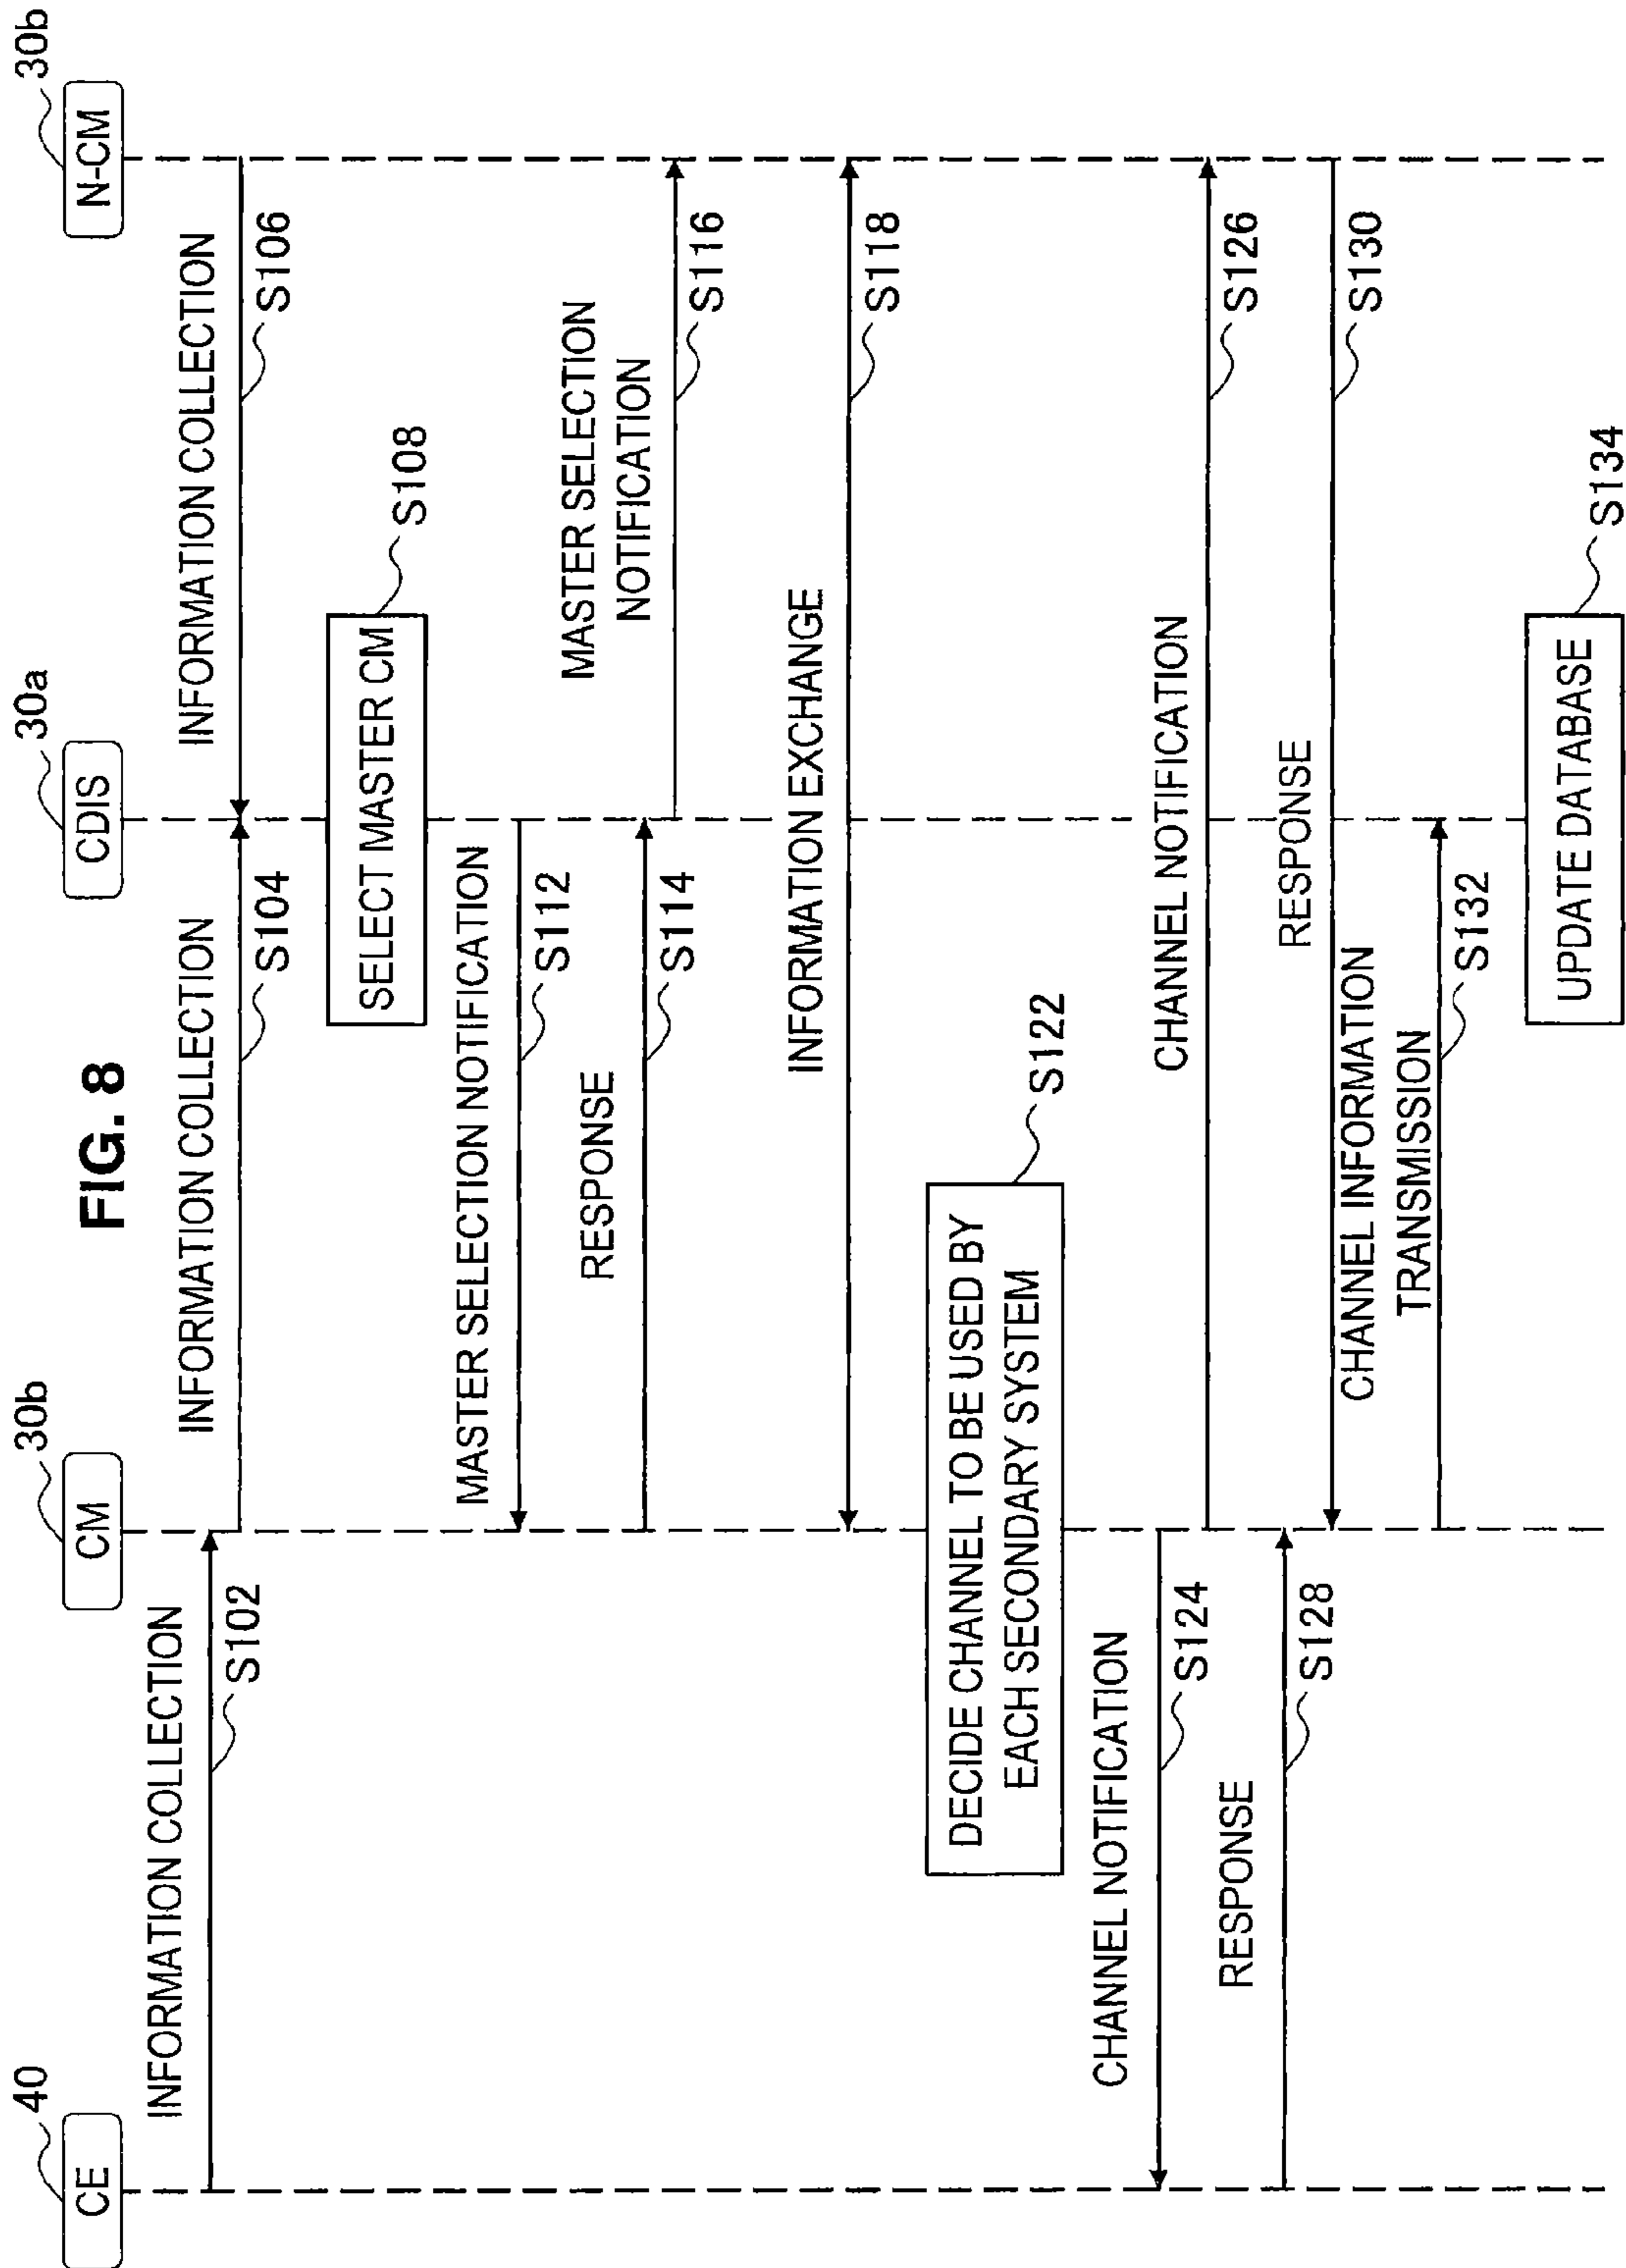 FIG. 8
40
CE
30b
CM
30a
CDIS
30b
N-CM
INFORMATION COLLECTION
S102
INFORMATION COLLECTION
S104
INFORMATION COLLECTION
S106
SELECT MASTER CM
S108
MASTER SELECTION NOTIFICATION
S112
RESPONSE
S114
MASTER SELECTION
NOTIFICATION
S116
INFORMATION EXCHANGE
S118
DECIDE CHANNEL TO BE USED BY
EACH SECONDARY SYSTEM
S122
CHANNEL NOTIFICATION
S124
CHANNEL NOTIFICATION
S126
RESPONSE
S128
RESPONSE
S130
CHANNEL INFORMATION
TRANSMISSION
S132
UPDATE DATABASE
S134